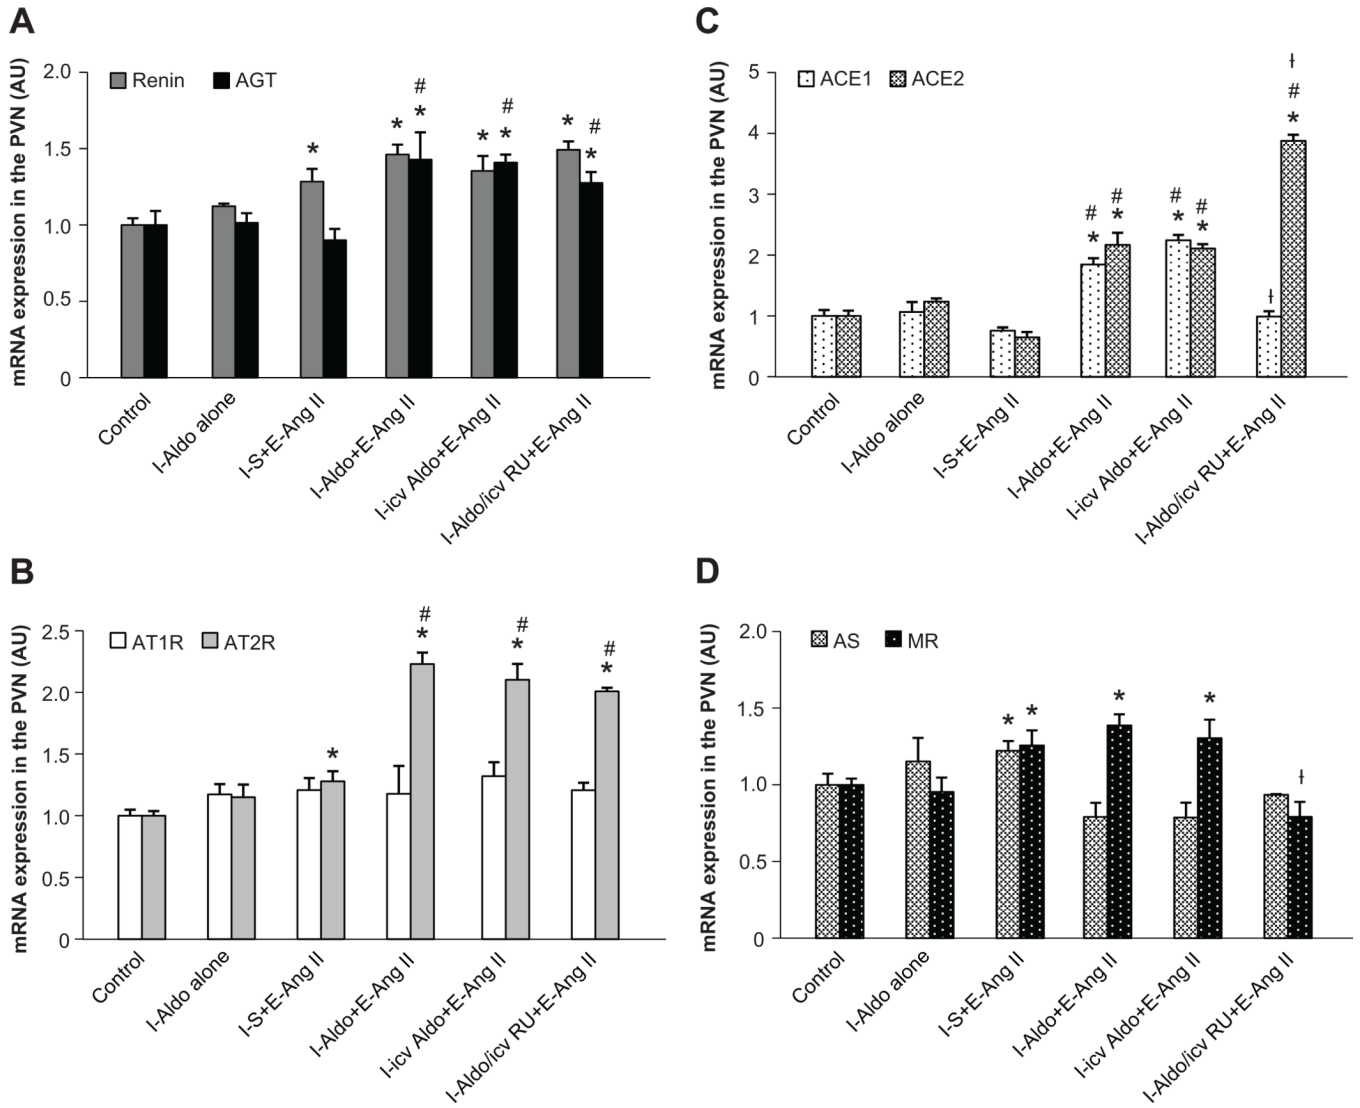 A
mRNA expression in the PVN (AU)
Renin AGT
2.0
1.5
1.0
0.5
0
* * # * * # * * # *
Control
I-Aldo alone
I-S+E-Ang II
I-Aldo+E-Ang II
I-icv Aldo+E-Ang II
I-Aldo/icv RU+E-Ang II
C
mRNA expression in the PVN (AU)
ACE1 ACE2
5
4
3
2
1
0
# * # * # * # * ƚ ƚ # *
Control
I-Aldo alone
I-S+E-Ang II
I-Aldo+E-Ang II
I-icv Aldo+E-Ang II
I-Aldo/icv RU+E-Ang II
B
mRNA expression in the PVN (AU)
AT1R AT2R
2.5
2.0
1.5
1.0
0.5
0
* # * # * # *
Control
I-Aldo alone
I-S+E-Ang II
I-Aldo+E-Ang II
I-icv Aldo+E-Ang II
I-Aldo/icv RU+E-Ang II
D
mRNA expression in the PVN (AU)
AS MR
2.0
1.5
1.0
0.5
0
* * * * ƚ
Control
I-Aldo alone
I-S+E-Ang II
I-Aldo+E-Ang II
I-icv Aldo+E-Ang II
I-Aldo/icv RU+E-Ang II